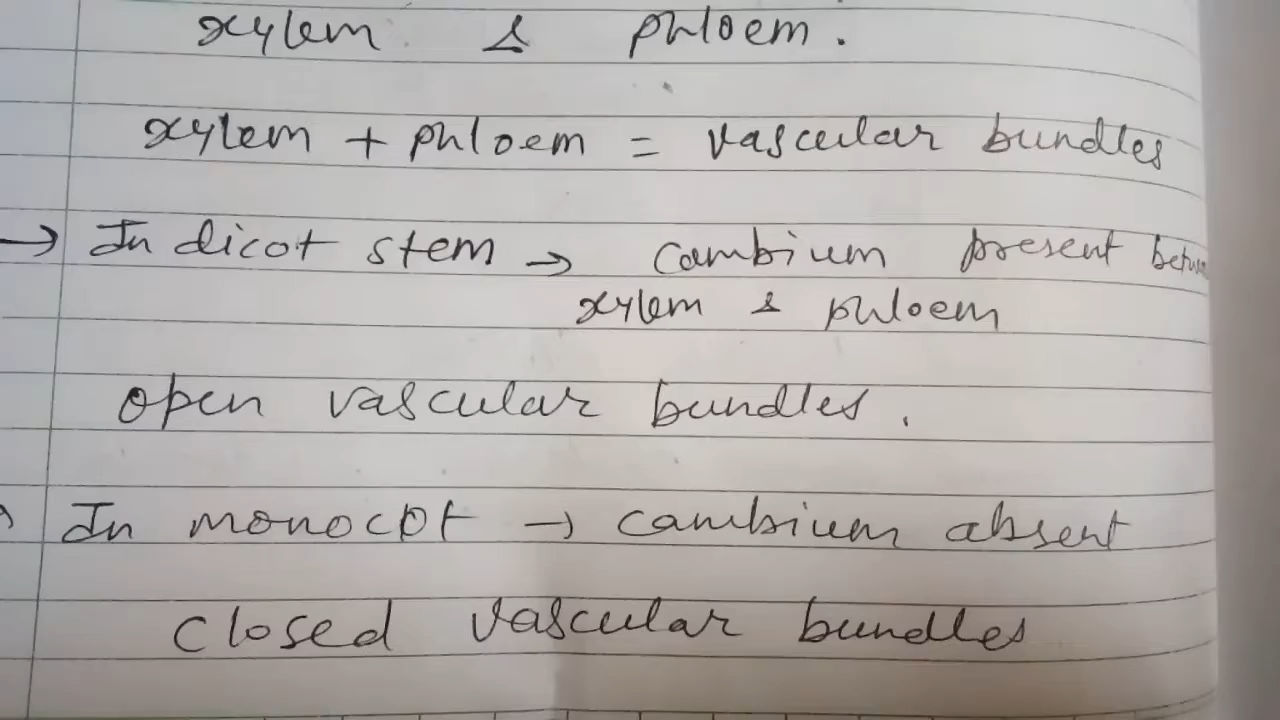 xylem & phloem.
xylem + phloem = vascular bundles
→ In dicot stem → cambium present
xylem & phloem
open vascular bundles.
In monocot → cambium absent
closed vascular bundles